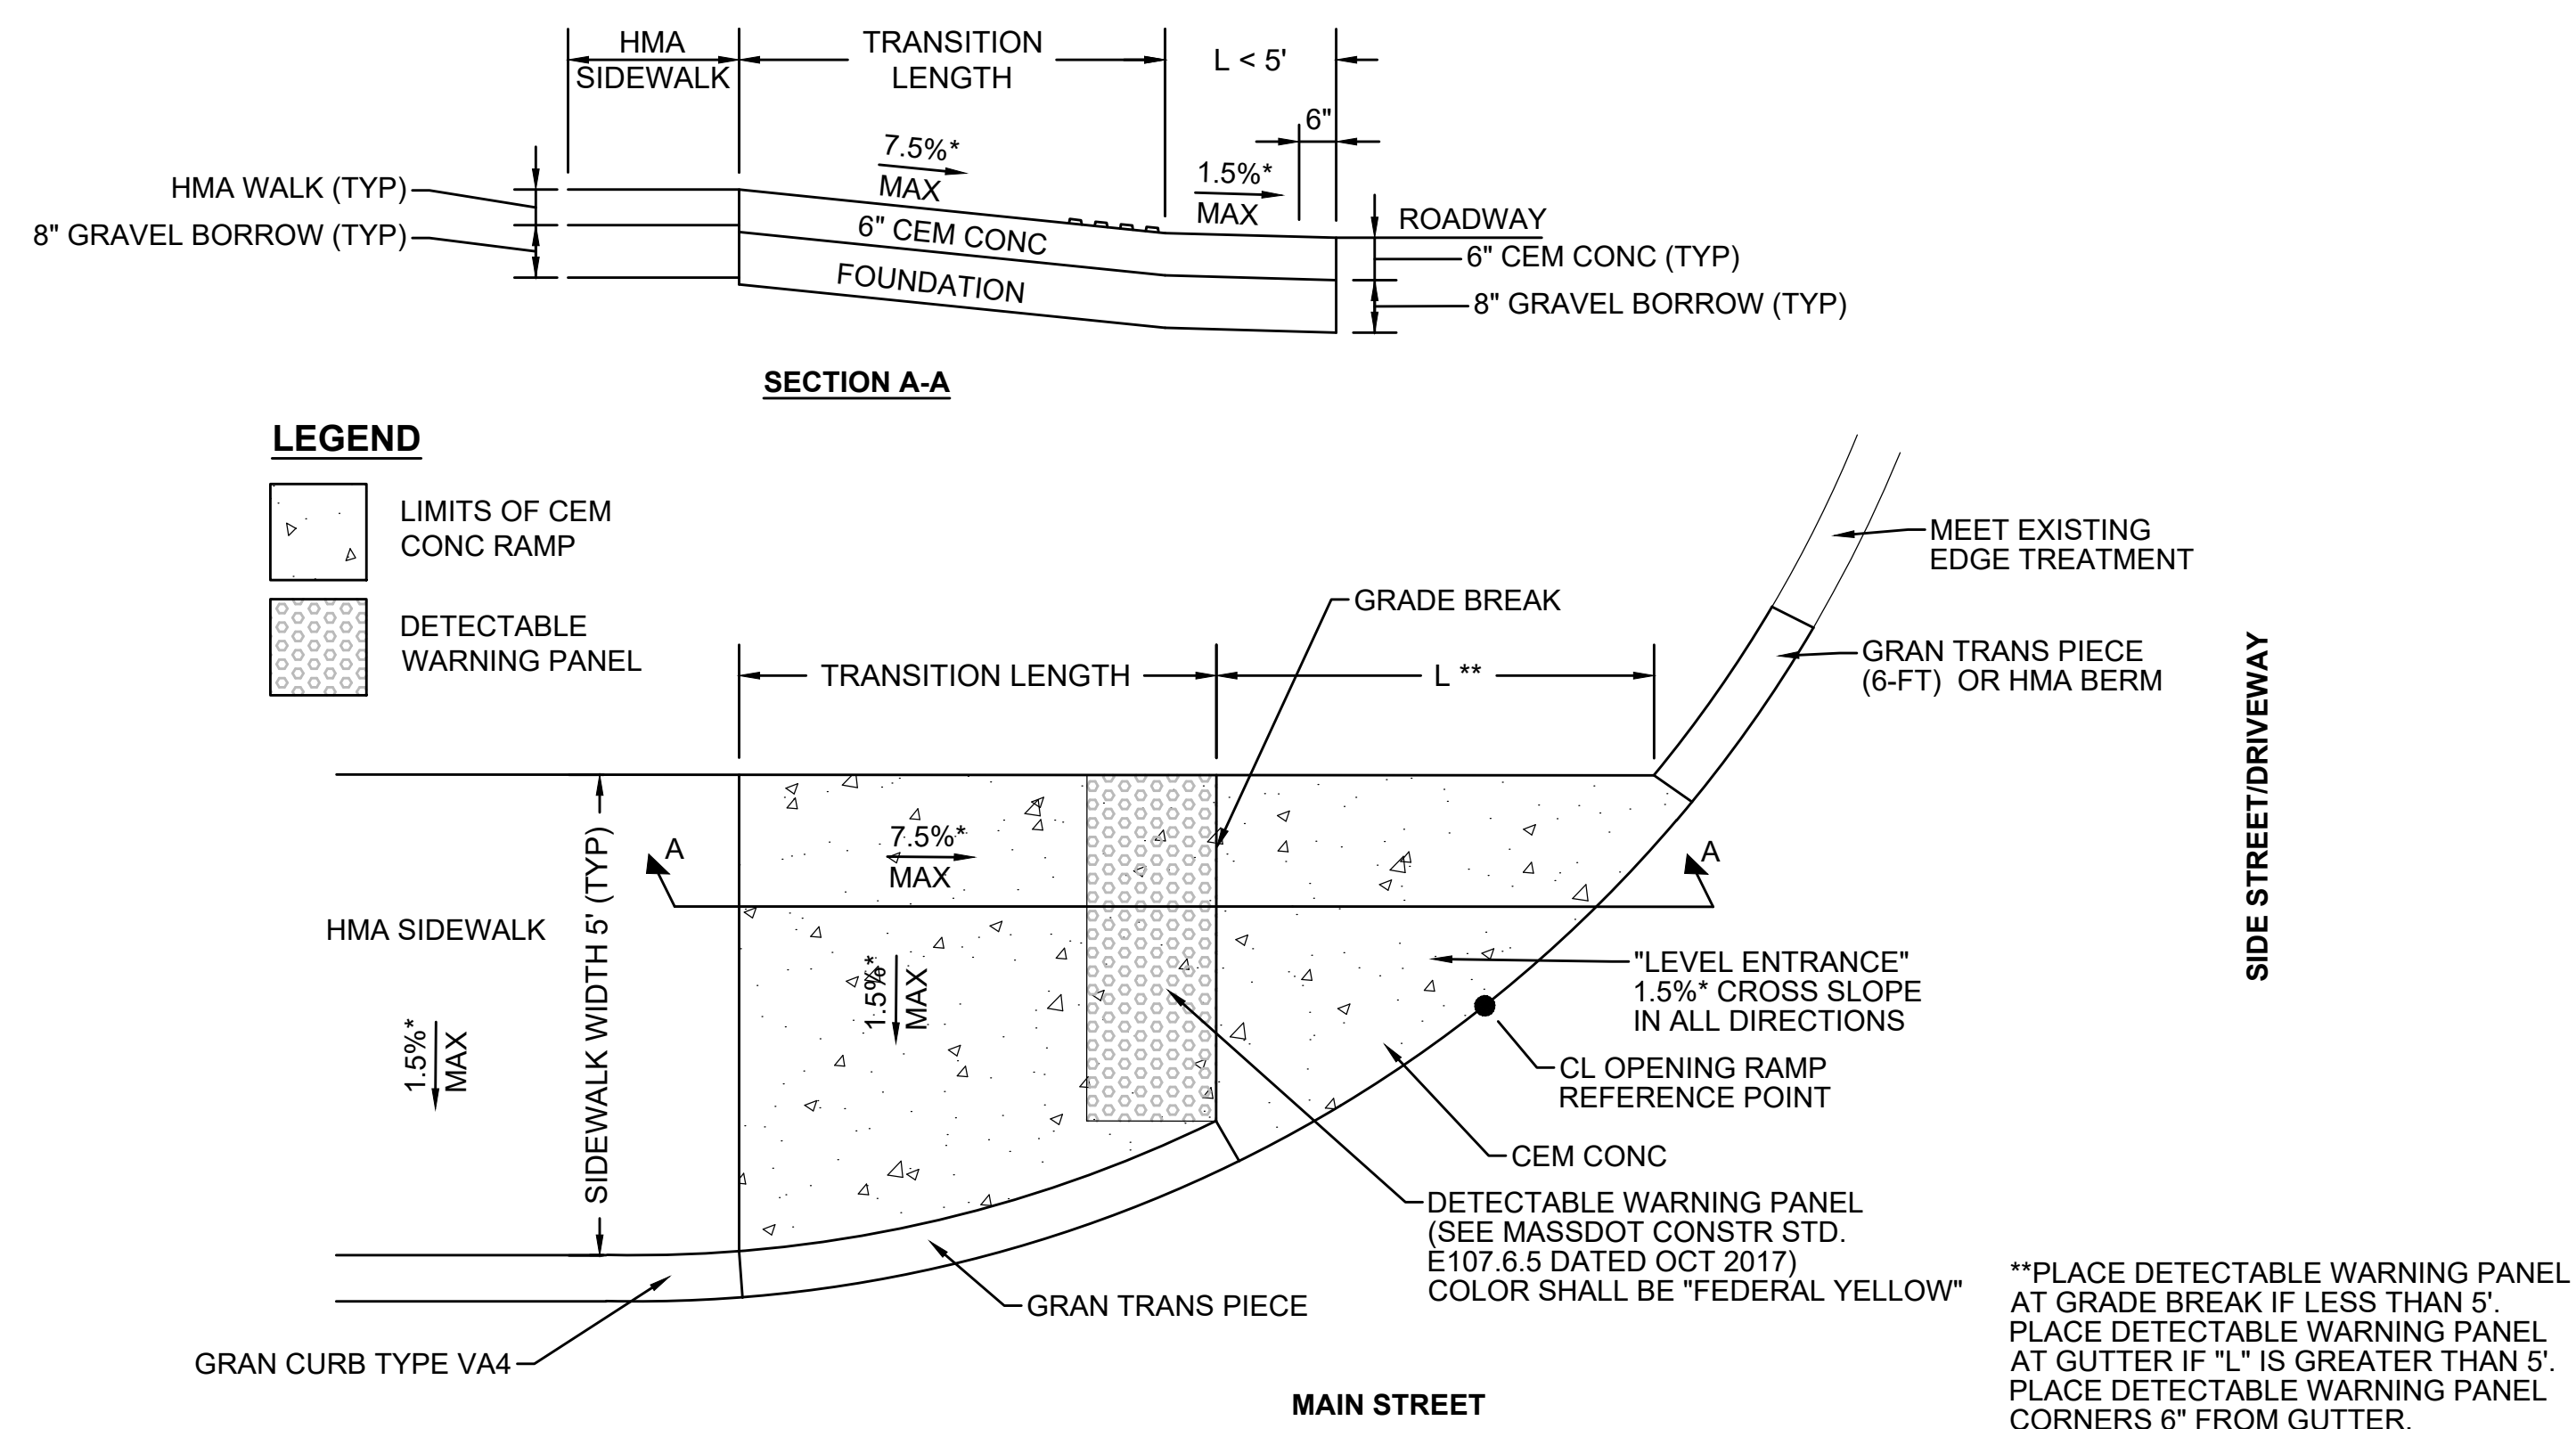 HMA
SIDEWALK
TRANSITION
LENGTH
L < 5'
6"
7.5%*
MAX
1.5%*
MAX
HMA WALK (TYP)
8" GRAVEL BORROW (TYP)
6" CEM CONC
FOUNDATION
ROADWAY
6" CEM CONC (TYP)
8" GRAVEL BORROW (TYP)
SECTION A-A
LEGEND
LIMITS OF CEM
CONC RAMP
DETECTABLE
WARNING PANEL
MEET EXISTING
EDGE TREATMENT
GRADE BREAK
GRAN TRANS PIECE
(6-FT) OR HMA BERM
TRANSITION LENGTH
L **
SIDE STREET/DRIVEWAY
SIDEWALK WIDTH 5' (TYP)
A
7.5%*
MAX
A
HMA SIDEWALK
1.5%*
MAX
1.5%*
MAX
"LEVEL ENTRANCE"
1.5%* CROSS SLOPE
IN ALL DIRECTIONS
CL OPENING RAMP
REFERENCE POINT
CEM CONC
DETECTABLE WARNING PANEL
(SEE MASSDOT CONSTR STD.
E107.6.5 DATED OCT 2017)
COLOR SHALL BE "FEDERAL YELLOW"
GRAN TRANS PIECE
GRAN CURB TYPE VA4
MAIN STREET
**PLACE DETECTABLE WARNING PANEL
AT GRADE BREAK IF LESS THAN 5'.
PLACE DETECTABLE WARNING PANEL
AT GUTTER IF "L" IS GREATER THAN 5'.
PLACE DETECTABLE WARNING PANEL
CORNERS 6" FROM GUTTER.